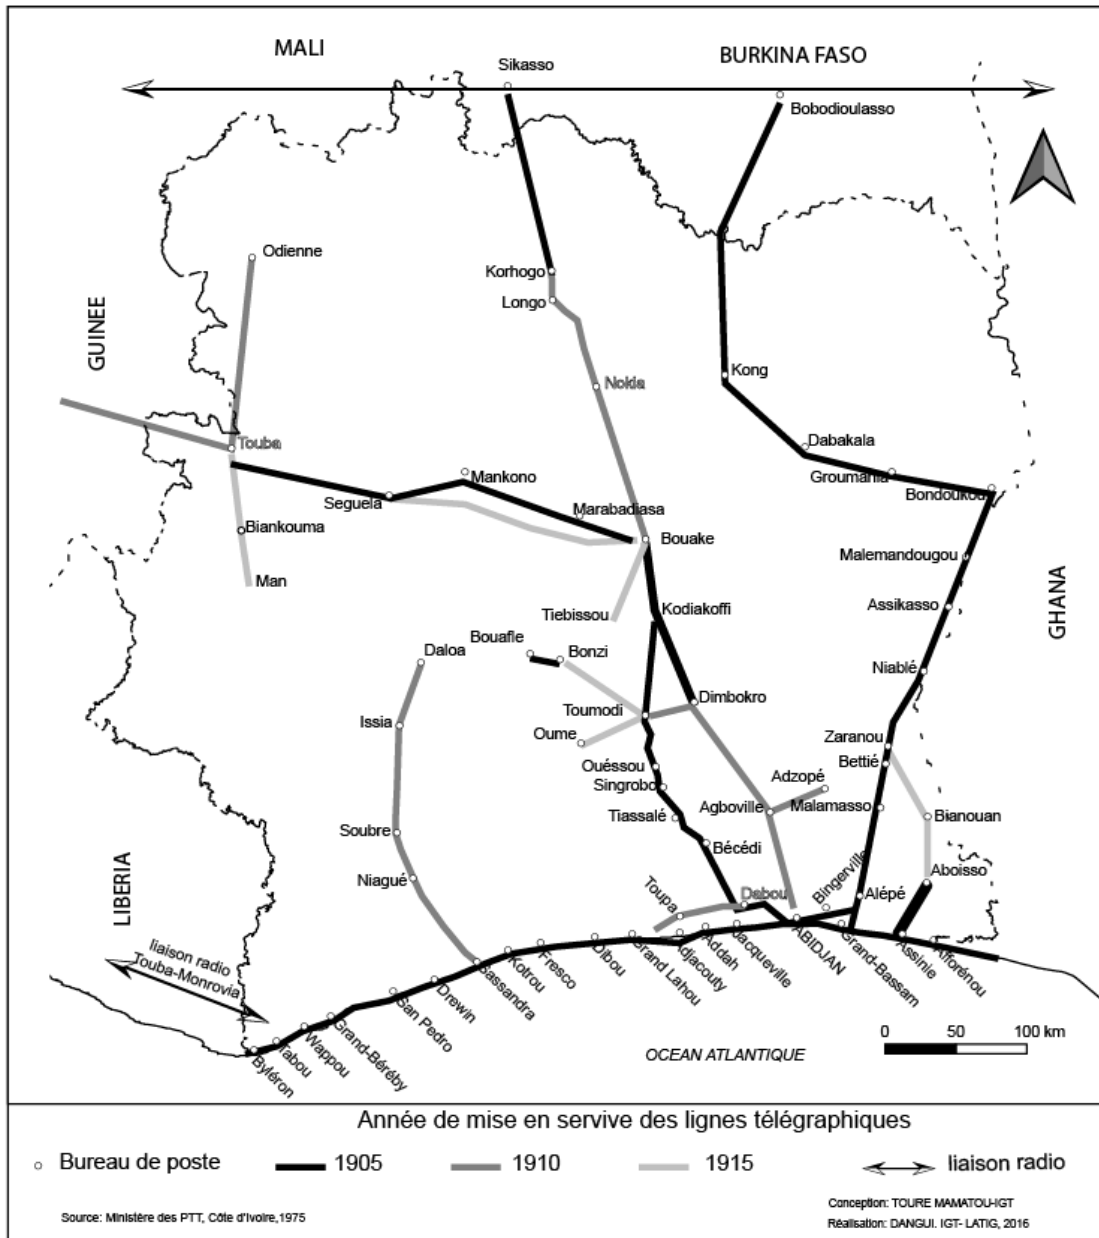 MALI
BURKINA FASO
Sikasso
Bobodioulasso
Odienne
Korhogo
Longo
GUINEE
Kong
Nokia
Touba
Dabakala
Mankono
Groumania
Seguela
Bondoukou
Marabadiasa
Biankouma
Bouake
Malemandougou
Man
Assikasso
GHANA
Tiebissou
Kodiakoffi
Bouafle
Bonzi
Daloa
Niablé
Dimbokro
Issia
Toumodi
Oume
Zaranou
Bettié
Ouéssou
Singrobo
Adzopé
Agboville
Malamasso
Tiassalé
Bianouan
Soubre
Bécédi
Niagué
Bingerville
Aboisso
Toupa
Dabou
Alépé
LIBERIA
liaison radio
Touba-Monrovia
Byléron
Tabou
Wappou
Grand-Béréby
San Pedro
Drewin
Sassandra
Kotrou
Fresco
Dibou
Grand Lahou
Adjacouty
Addah
Jacqueville
ABIDJAN
Grand-Bassam
Assinie
Afforénou
0 50 100 km
OCEAN ATLANTIQUE
Année de mise en servive des lignes télégraphiques
Bureau de poste 1905 1910 1915 liaison radio
Source: Ministère des PTT, Côte d'Ivoire,1975
Conception: TOURE MAMATOU-IGT
Réalisation: DANGUI. IGT- LATIG, 2016